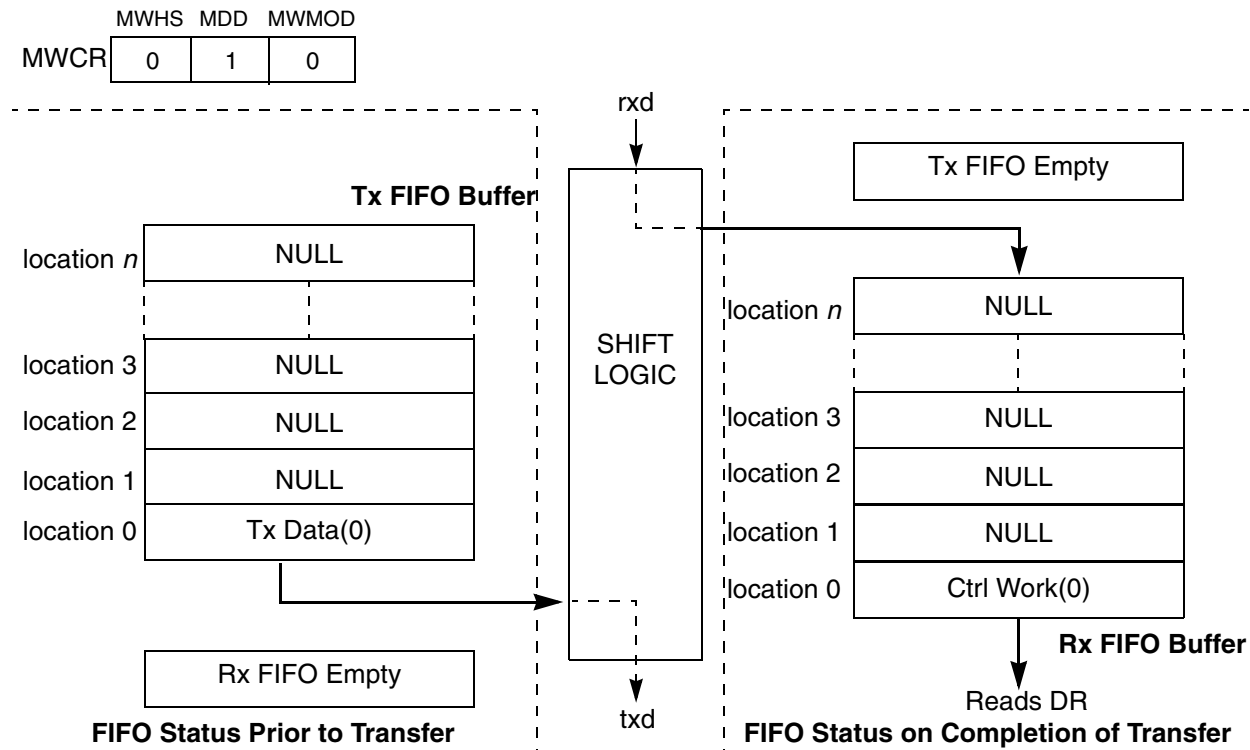 MWHS MDD MWMOD
MWCR 0 1 0
rxd
Tx FIFO Empty
Tx FIFO Buffer
location n NULL
location 3 NULL
location 2 NULL
location 1 NULL
location 0 Tx Data(0)
Rx FIFO Empty
FIFO Status Prior to Transfer
SHIFT
LOGIC
txd
location n NULL
location 3 NULL
location 2 NULL
location 1 NULL
location 0 Ctrl Work(0)
Rx FIFO Buffer
Reads DR
FIFO Status on Completion of Transfer